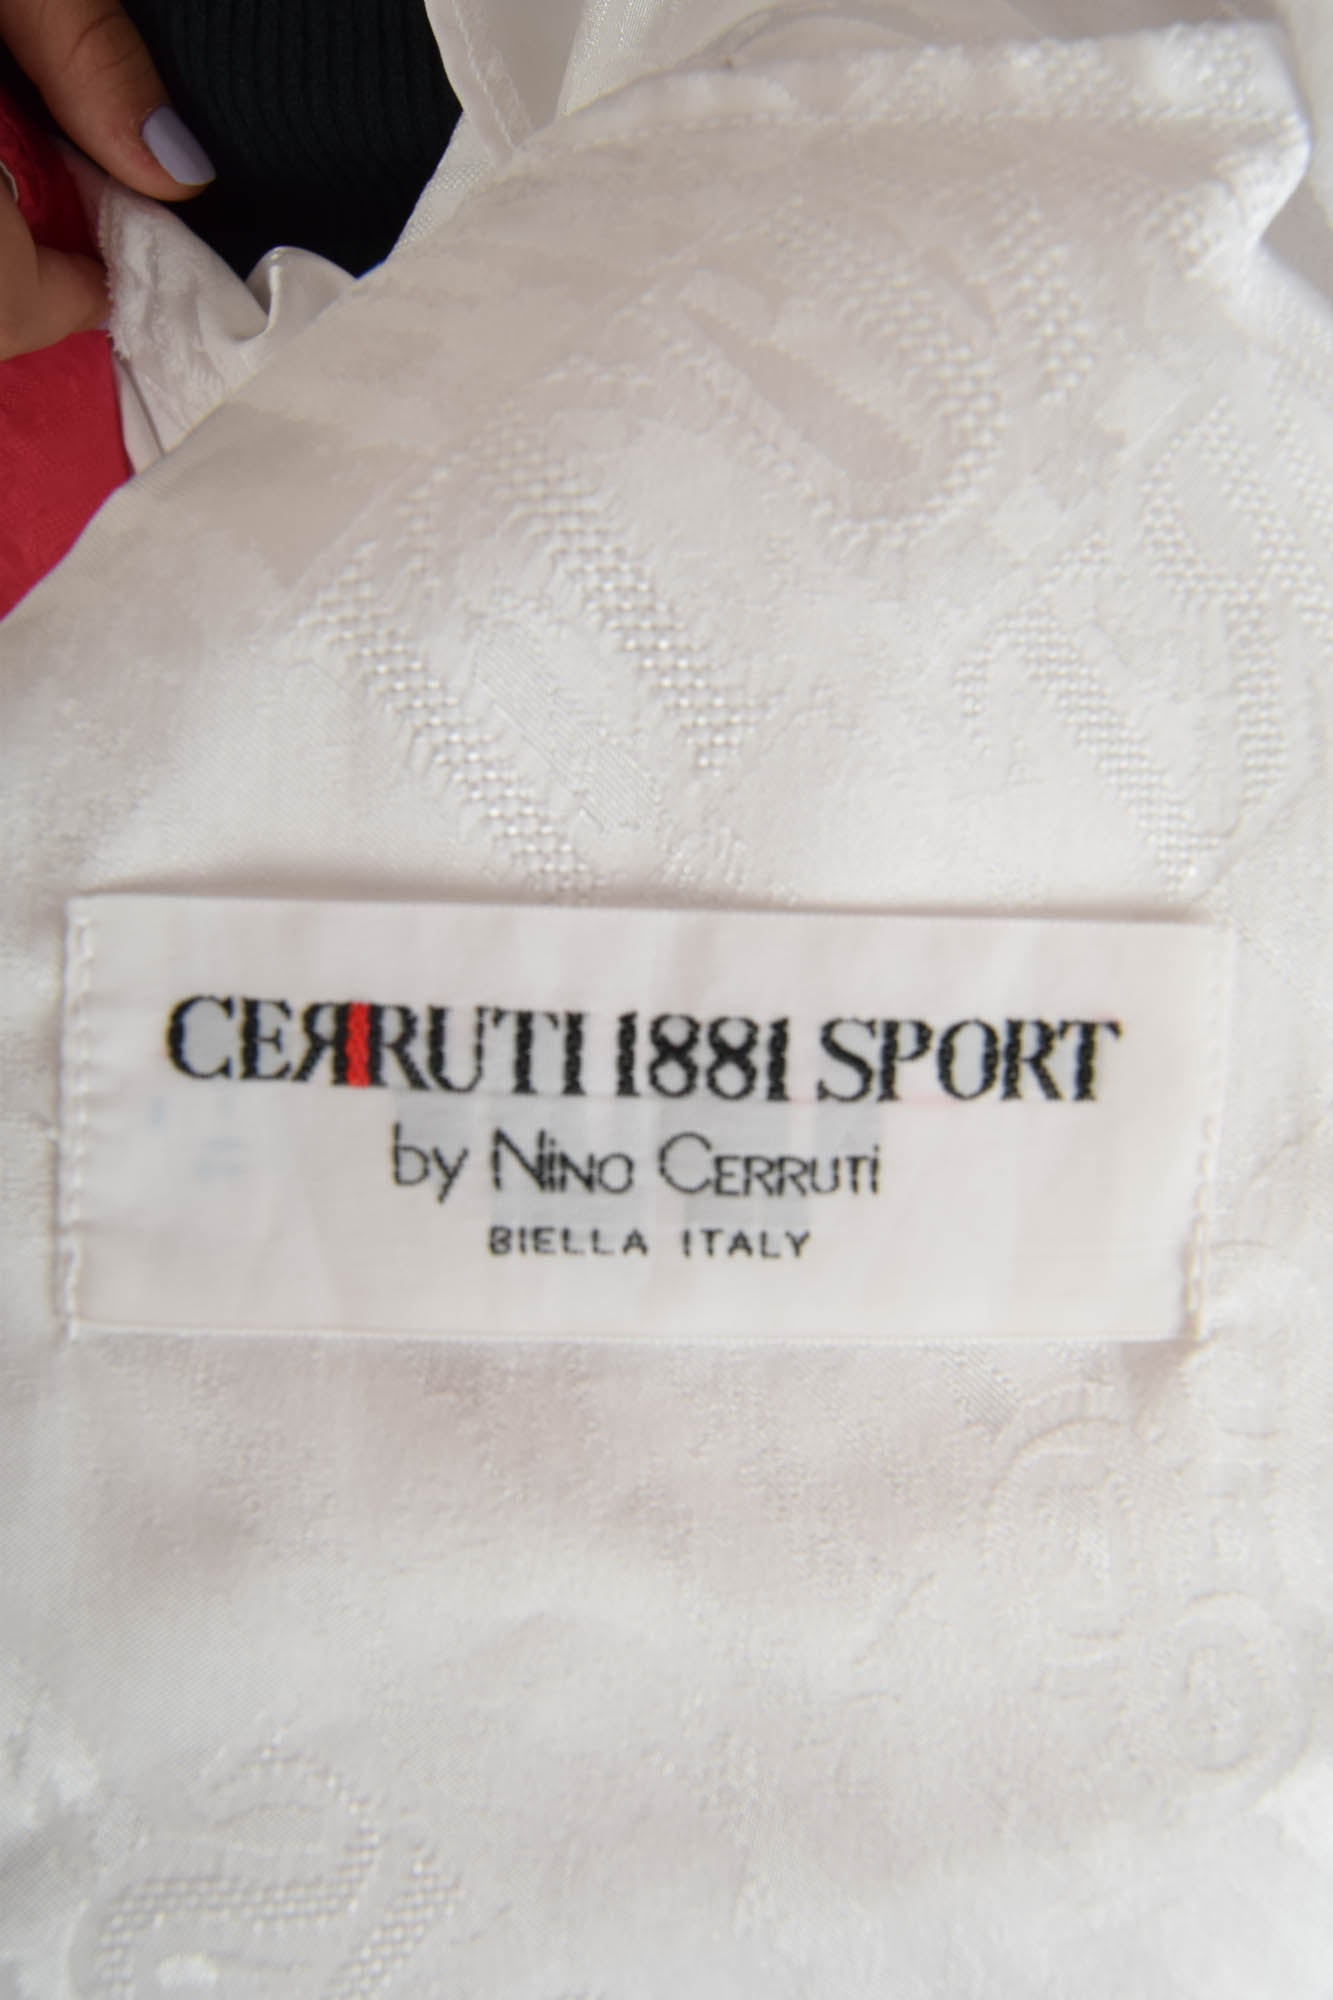 CERRUTI 1881 SPORT
by NINO CERRUTI
BIELLA ITALY